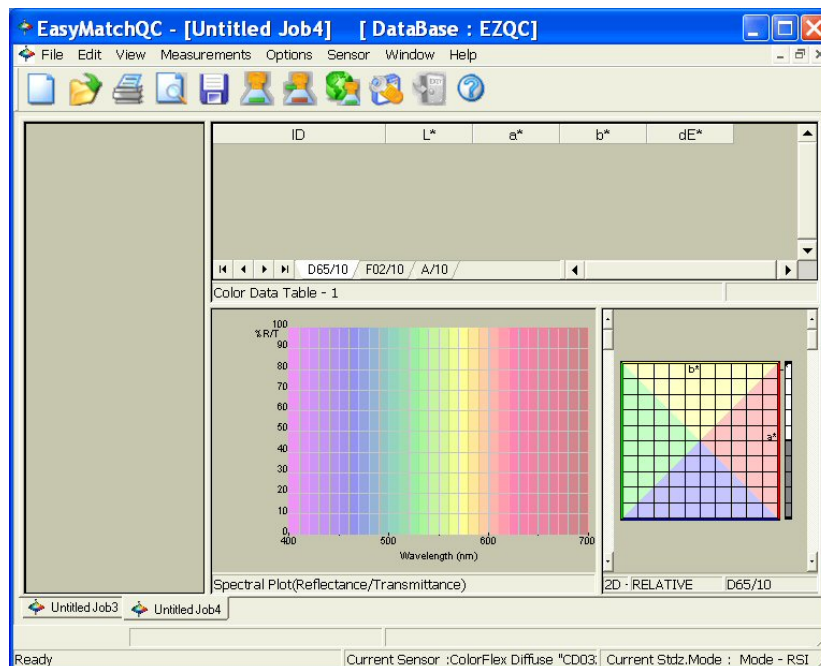 EasyMatchQC - [Untitled Job4] [ DataBase : EZQC]
File Edit View Measurements Options Sensor Window Help
ID L* a* b* dE*
D65/10 F02/10 A/10
Color Data Table - 1
%R/T
100
90
80
70
60
50
40
30
20
10
0
400 500 600 700
Wavelength (nm)
b*
a*
Spectral Plot(Reflectance/Transmittance)
2D - RELATIVE D65/10
Untitled Job3 Untitled Job4
Ready Current Sensor :ColorFlex Diffuse "CD03 Current Stdz.Mode : Mode - RSI